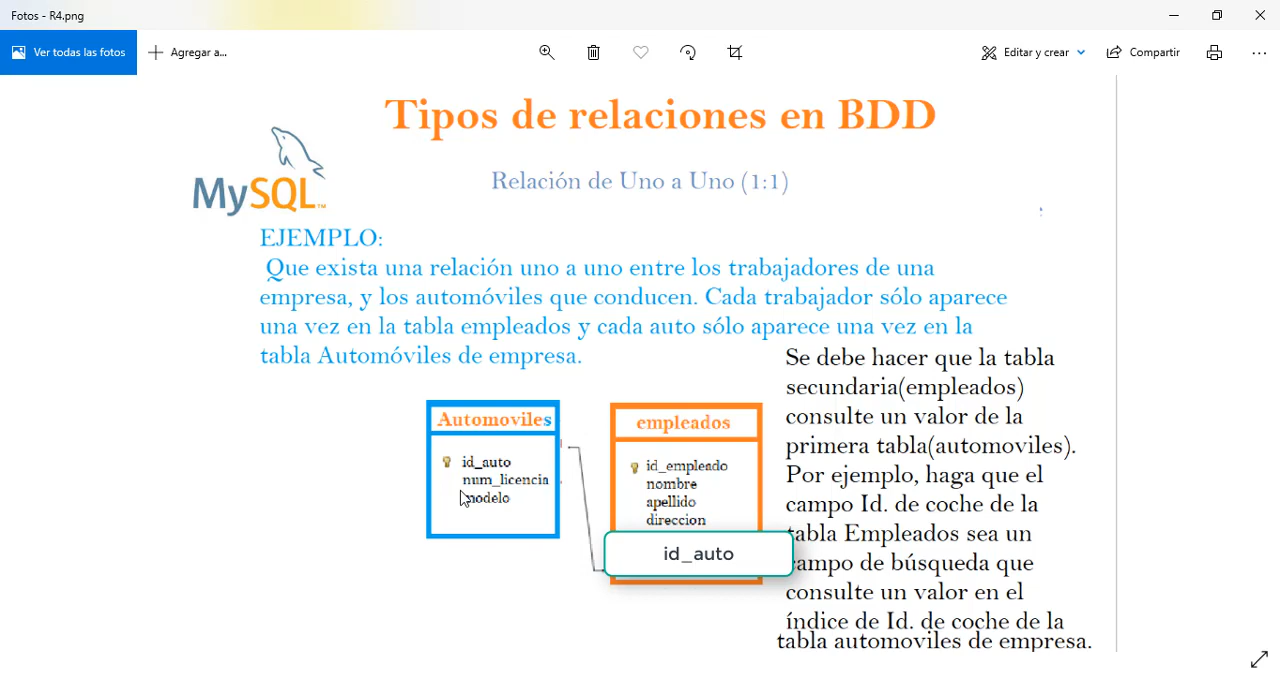 Fotos - R4.png
Ver todas las fotos
Agregar a...
Editar y crear
Compartir
Tipos de relaciones en BDD
MySQL™
Relación de Uno a Uno (1:1)
EJEMPLO:
Que exista una relación uno a uno entre los trabajadores de una
empresa, y los automóviles que conducen. Cada trabajador sólo aparece
una vez en la tabla empleados y cada auto sólo aparece una vez en la
tabla Automóviles de empresa.
Automoviles
id_auto
num_licencia
modelo
empleados
id_empleado
nombre
apellido
direccion
id_auto
Se debe hacer que la tabla
secundaria(empleados)
consulte un valor de la
primera tabla(automoviles).
Por ejemplo, haga que el
campo Id. de coche de la
tabla Empleados sea un
campo de búsqueda que
consulte un valor en el
índice de Id. de coche de la
tabla automoviles de empresa.